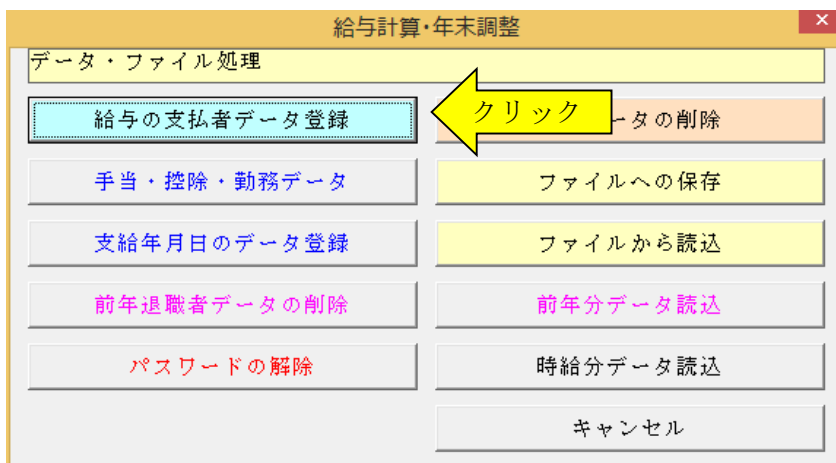 給与計算・年末調整
データ・ファイル処理
給与の支払者データ登録
クリック
ータの削除
手当・控除・勤務データ
ファイルへの保存
支給年月日のデータ登録
ファイルから読込
前年退職者データの削除
前年分データ読込
パスワードの解除
時給分データ読込
キャンセル